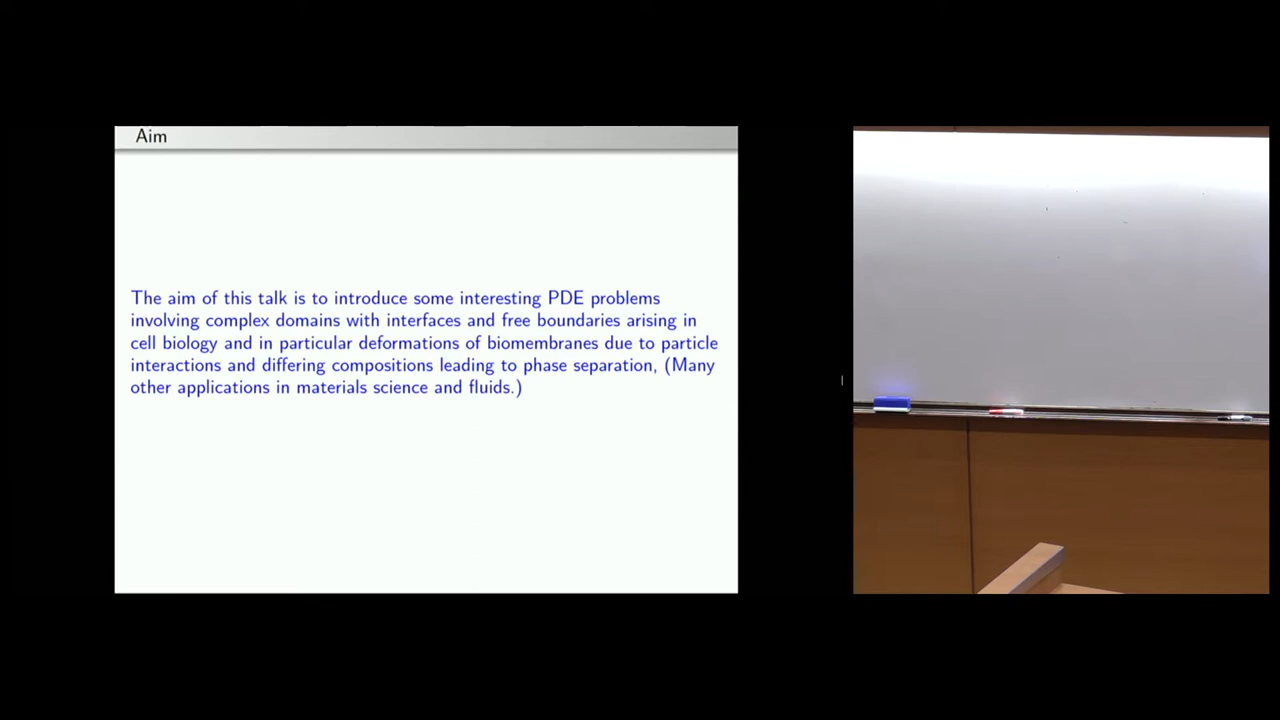 Aim
The aim of this talk is to introduce some interesting PDE problems
involving complex domains with interfaces and free boundaries arising in
cell biology and in particular deformations of biomembranes due to particle
interactions and differing compositions leading to phase separation, (Many
other applications in materials science and fluids.)